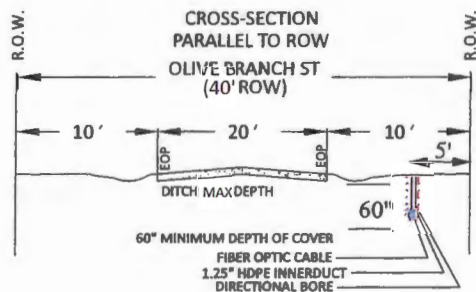 CROSS-SECTION
PARALLEL TO ROW
R.O.W.
R.O.W.
OLIVE BRANCH ST
(40' ROW)
10'
20'
10'
5'
EOP
EOP
DITCH MAX DEPTH
60"
60" MINIMUM DEPTH OF COVER
FIBER OPTIC CABLE
1.25" HDPE INNERDUCT
DIRECTIONAL BORE